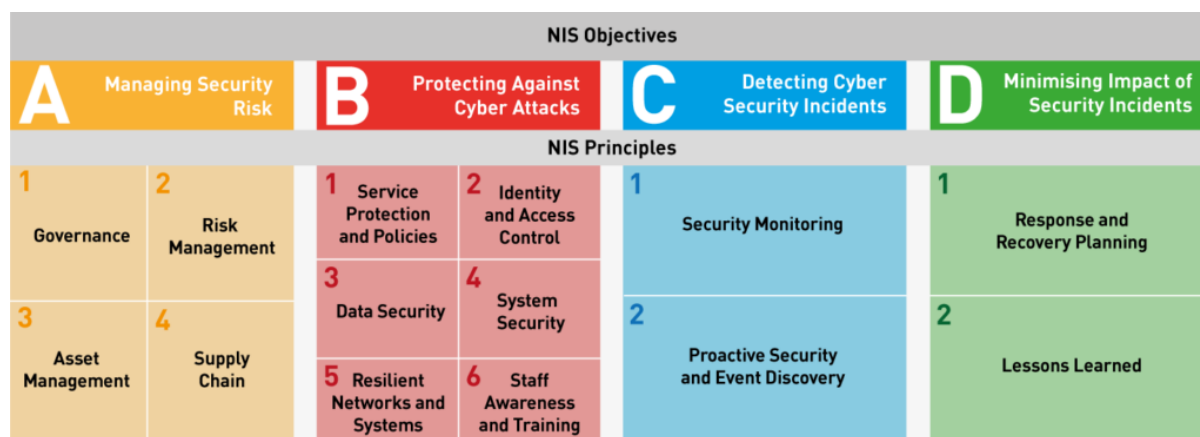 NIS Objectives
A
Managing Security
Risk
B
Protecting Against
Cyber Attacks
C
Detecting Cyber
Security Incidents
D
Minimising Impact of
Security Incidents
NIS Principles
1
Governance
2
Risk
Management
3
Asset
Management
4
Supply
Chain
1
Service
Protection
and Policies
2
Identity
and Access
Control
3
Data Security
4
System
Security
5
Resilient
Networks and
Systems
6
Staff
Awareness
and Training
1
Security Monitoring
2
Proactive Security
and Event Discovery
1
Response and
Recovery Planning
2
Lessons Learned